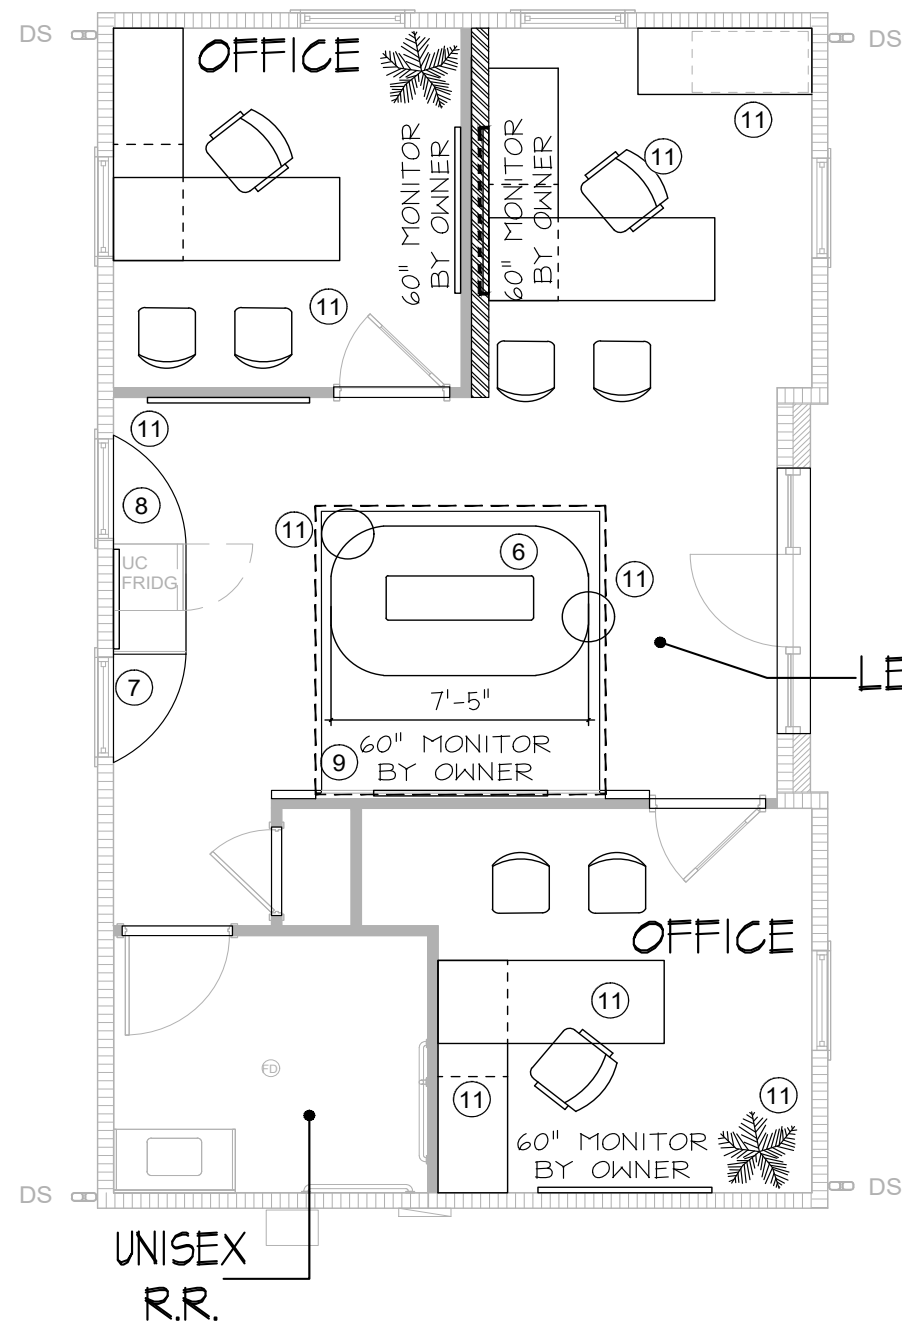 DS
DS
OFFICE
11
11
60" MONITOR
BY OWNER
60" MONITOR
BY OWNER
11
11
8
11
6
UC
FRIDG
11
7
LE
7'-5"
9
60" MONITOR
BY OWNER
OFFICE
11
FD
11
11
60" MONITOR
BY OWNER
DS
DS
UNISEX
R.R.